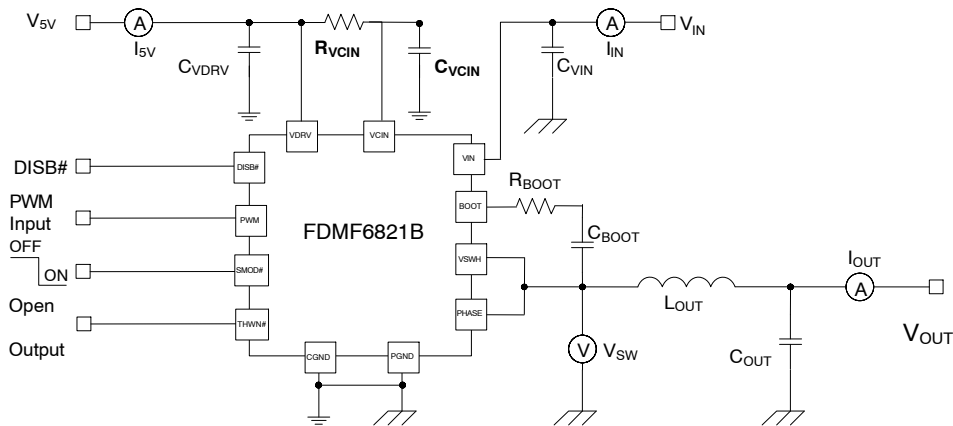 V5V
A
I5V
RVCIN
CVDRV
CVCIN
CVIN
A
IIN
VIN
VDRV
VCIN
DISB#
DISB#
VIN
RBOOT
PWM
Input
PWM
FDMF6821B
BOOT
CBOOT
OFF
ON
SMOD#
VSWH
IOUT
A
Open
Output
THWN#
PHASE
LOUT
VOUT
CGND
PGND
V
VSW
COUT